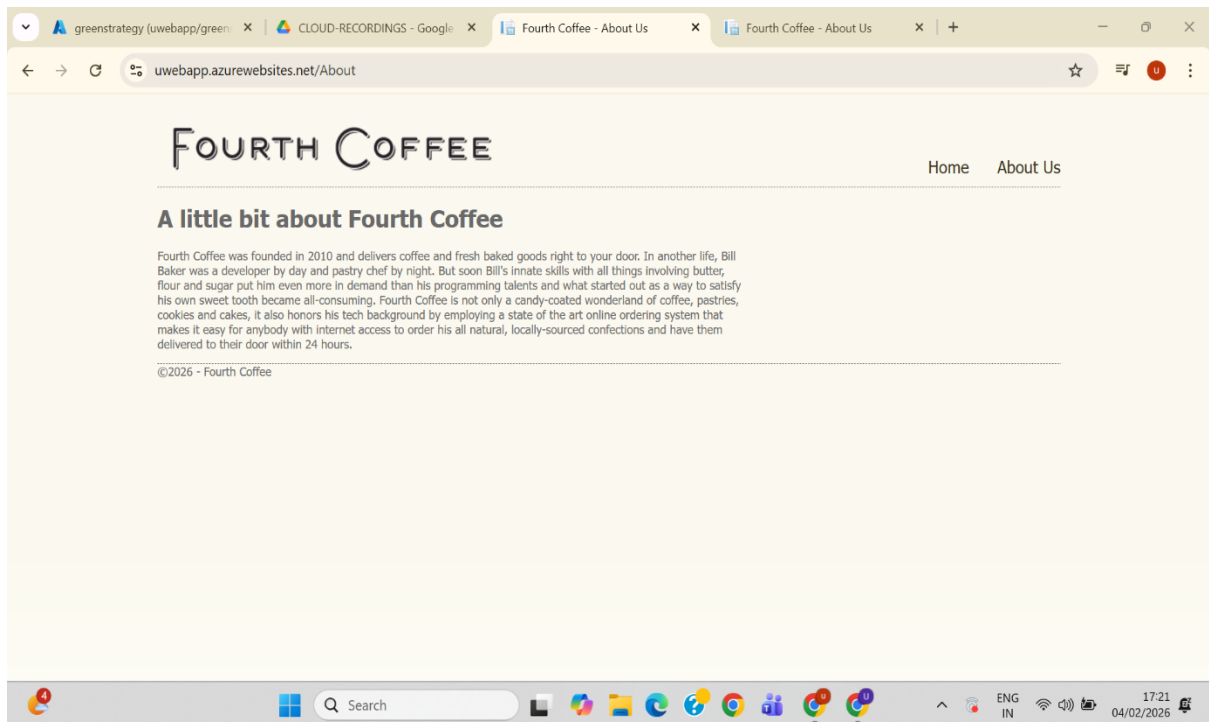 greenstrategy (uwebapp/green
CLOUD-RECORDINGS - Google
Fourth Coffee - About Us
Fourth Coffee - About Us
uwebapp.azurewebsites.net/About
u
FOURTH COFFEE
Home About Us
A little bit about Fourth Coffee
Fourth Coffee was founded in 2010 and delivers coffee and fresh baked goods right to your door. In another life, Bill
Baker was a developer by day and pastry chef by night. But soon Bill's innate skills with all things involving butter,
flour and sugar put him even more in demand than his programming talents and what started out as a way to satisfy
his own sweet tooth became all-consuming. Fourth Coffee is not only a candy-coated wonderland of coffee, pastries,
cookies and cakes, it also honors his tech background by employing a state of the art online ordering system that
makes it easy for anybody with internet access to order his all natural, locally-sourced confections and have them
delivered to their door within 24 hours.
©2026 - Fourth Coffee
4
Search
u
U
ENG
IN
17:21
04/02/2026